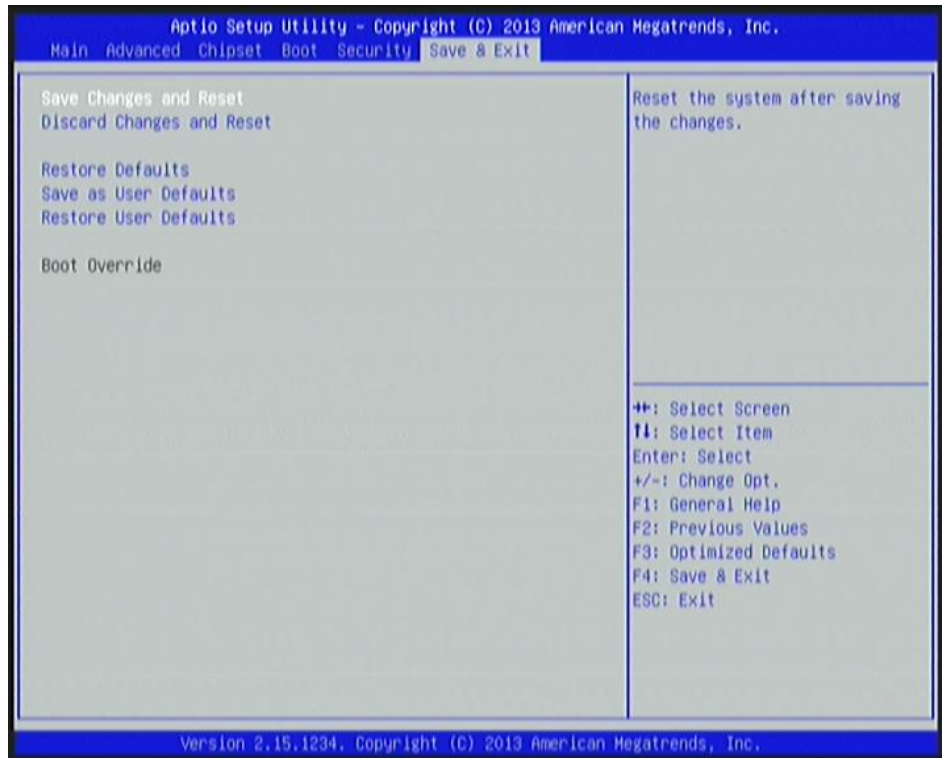 Aptio Setup Utility – Copyright (C) 2013 American Megatrends, Inc.
Main Advanced Chipset Boot Security Save & Exit
Save Changes and Reset
Discard Changes and Reset
Restore Defaults
Save as User Defaults
Restore User Defaults
Boot Override
Reset the system after saving
the changes.
→←: Select Screen
↑↓: Select Item
Enter: Select
+/-: Change Opt.
F1: General Help
F2: Previous Values
F3: Optimized Defaults
F4: Save & Exit
ESC: Exit
Version 2.15.1234. Copyright (C) 2013 American Megatrends, Inc.